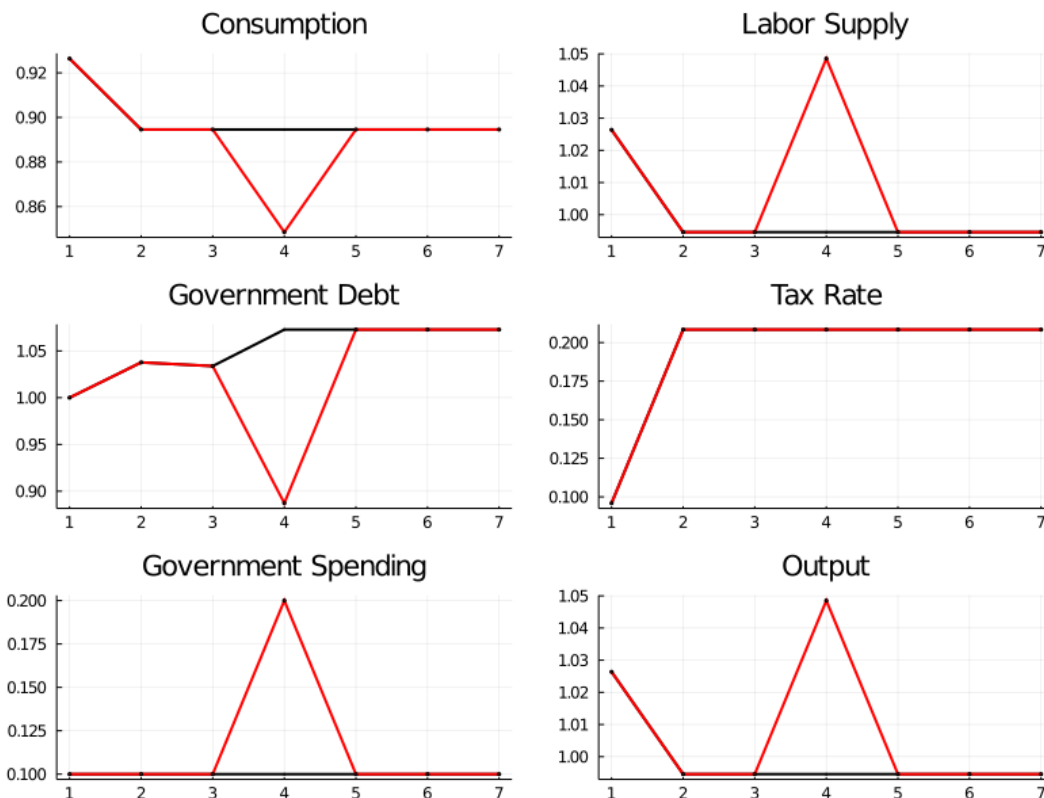 Consumption
0.92
0.90
0.88
0.86
1 2 3 4 5 6 7
Labor Supply
1.05
1.04
1.03
1.02
1.01
1.00
1 2 3 4 5 6 7
Government Debt
1.05
1.00
0.95
0.90
1 2 3 4 5 6 7
Tax Rate
0.200
0.175
0.150
0.125
0.100
1 2 3 4 5 6 7
Government Spending
0.200
0.175
0.150
0.125
0.100
1 2 3 4 5 6 7
Output
1.05
1.04
1.03
1.02
1.01
1.00
1 2 3 4 5 6 7